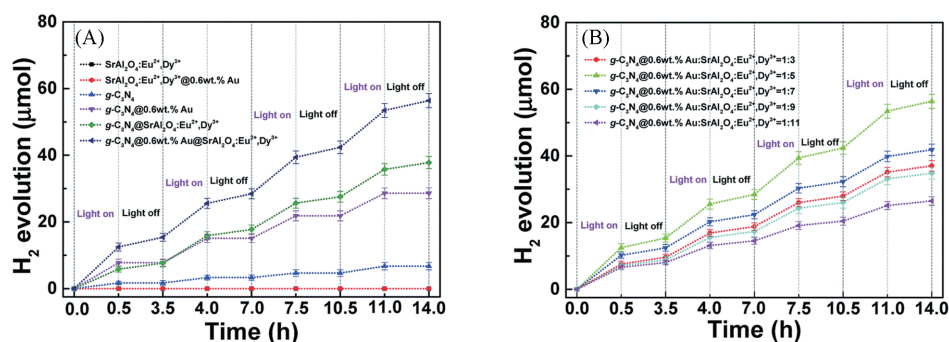 (A)
H2 evolution (μmol)
80
60
40
20
0
SrAl2O4:Eu2+,Dy3+
SrAl2O4:Eu2+,Dy3+@0.6wt.% Au
g-C3N4
g-C3N4@0.6wt.% Au
g-C3N4@SrAl2O4:Eu2+,Dy3+
g-C3N4@0.6wt.% Au@SrAl2O4:Eu2+,Dy3+
Light on Light off
Light on Light off
Light on Light off
Light on Light off
0.0 0.5 3.5 4.0 7.0 7.5 10.5 11.0 14.0
Time (h)
(B)
H2 evolution (μmol)
80
60
40
20
0
g-C3N4@0.6wt.% Au:SrAl2O4:Eu2+,Dy3+=1:3
g-C3N4@0.6wt.% Au:SrAl2O4:Eu2+,Dy3+=1:5
g-C3N4@0.6wt.% Au:SrAl2O4:Eu2+,Dy3+=1:7
g-C3N4@0.6wt.% Au:SrAl2O4:Eu2+,Dy3+=1:9
g-C3N4@0.6wt.% Au:SrAl2O4:Eu2+,Dy3+=1:11
Light on Light off
Light on Light off
Light on Light off
Light on Light off
0.0 0.5 3.5 4.0 7.0 7.5 10.5 11.0 14.0
Time (h)